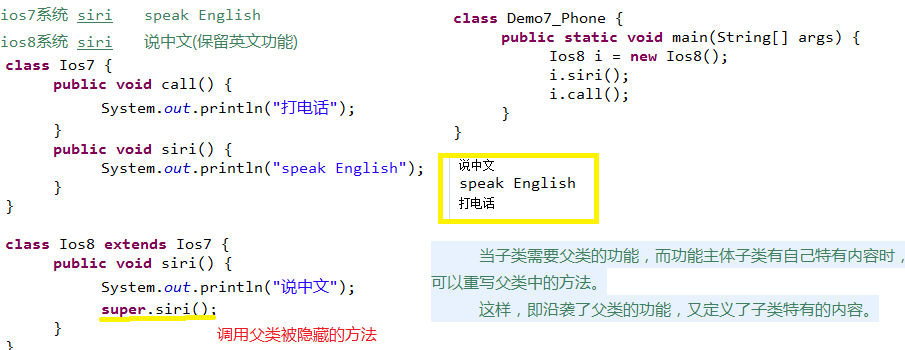 ios7系统 siri speak English
ios8系统 siri 说中文(保留英文功能)
class Ios7 {
public void call() {
System.out.println("打电话");
}
public void siri() {
System.out.println("speak English");
}
}
class Ios8 extends Ios7 {
public void siri() {
System.out.println("说中文");
super.siri();
}
调用父类被隐藏的方法
}
class Demo7_Phone {
public static void main(String[] args) {
Ios8 i = new Ios8();
i.siri();
i.call();
}
}
说中文
speak English
打电话
当子类需要父类的功能，而功能主体子类有自己特有内容时，
可以重写父类中的方法。
这样，即沿袭了父类的功能，又定义了子类特有的内容。